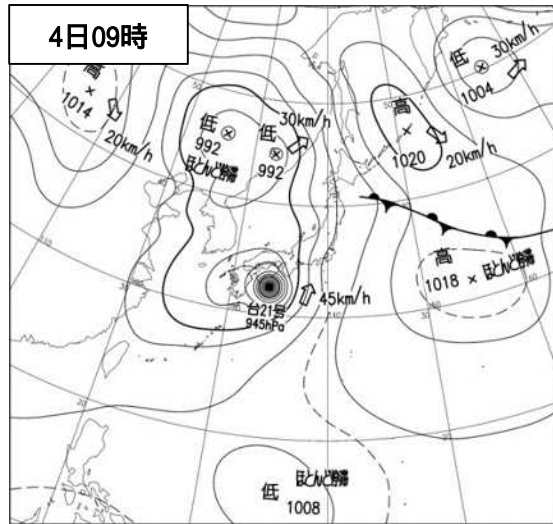 4日09時
高
1014
20km/h
低
992
ほとんど停滞
低
992
30km/h
高
1020
20km/h
低
1004
30km/h
高
1018 ほとんど停滞
台21号
945hPa
45km/h
低
1008
ほとんど停滞